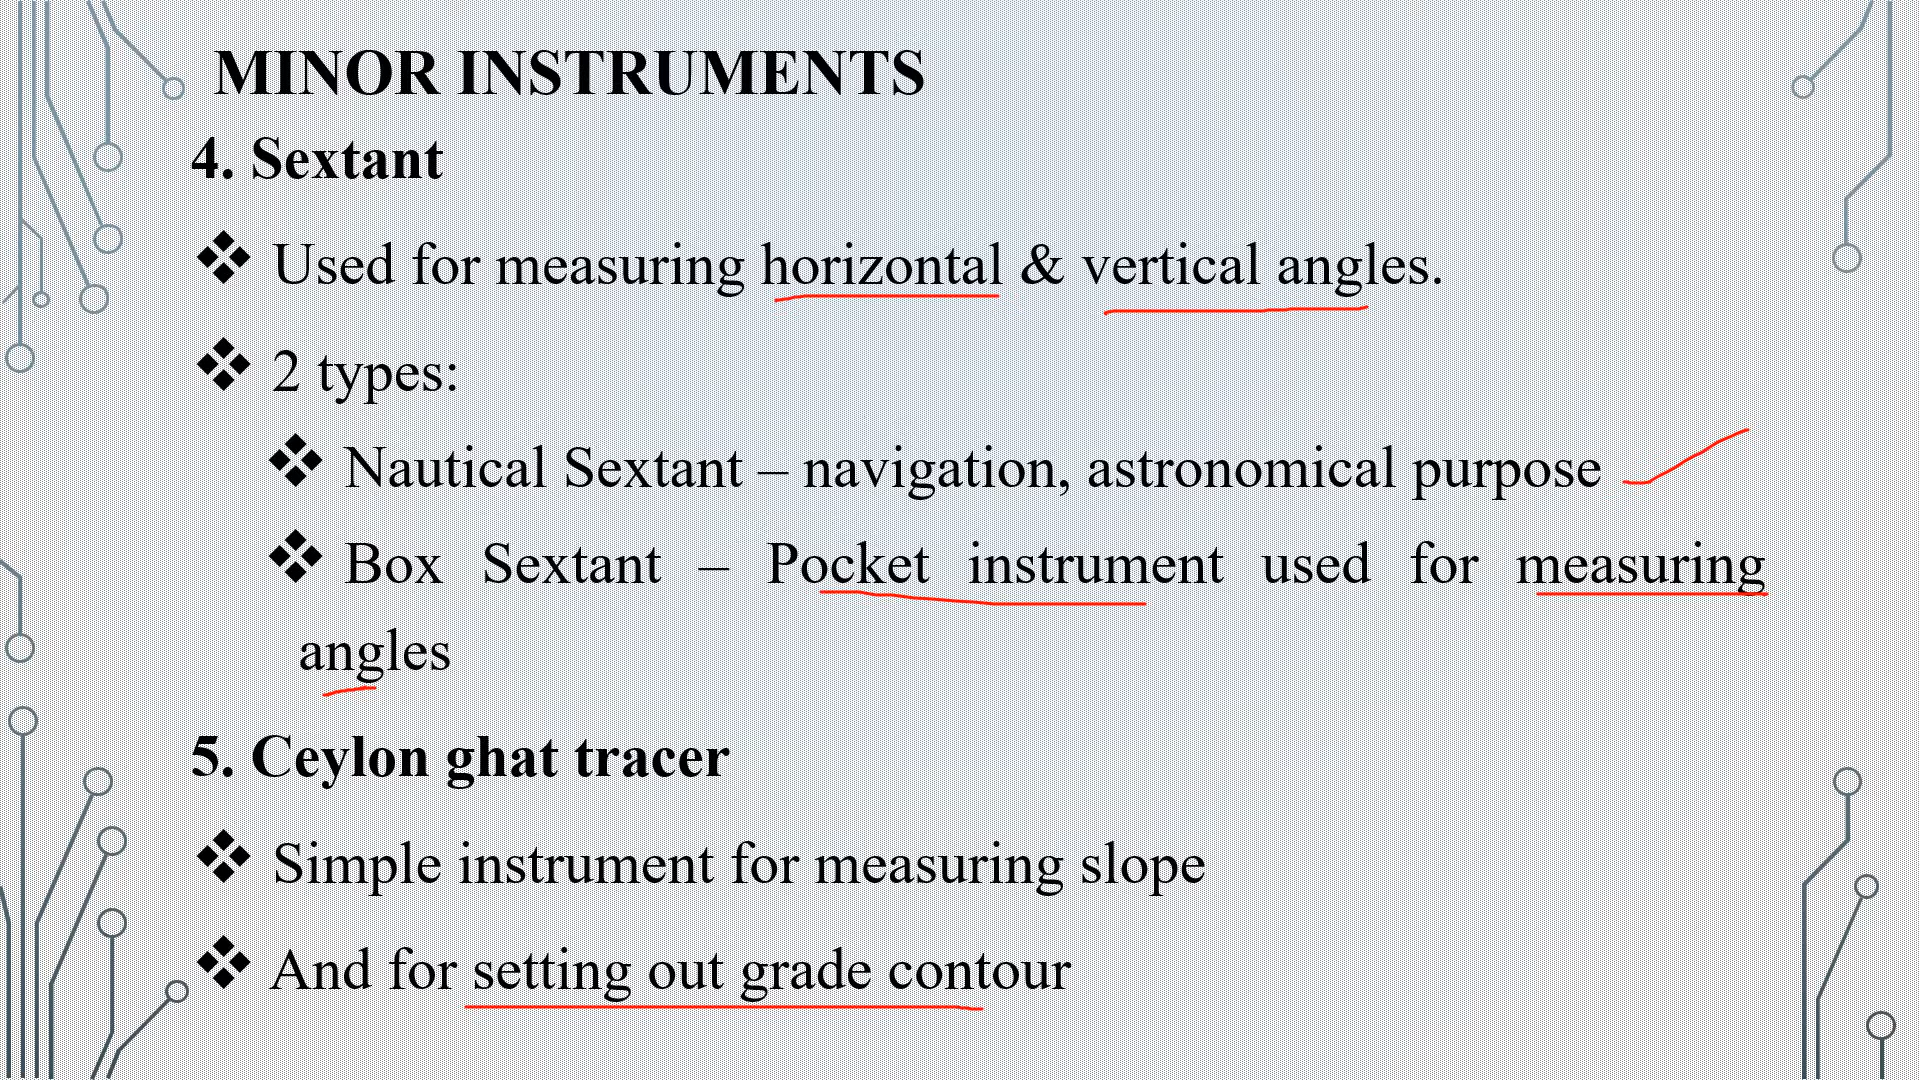 MINOR INSTRUMENTS
4. Sextant
❖ Used for measuring horizontal & vertical angles.
❖ 2 types:
❖ Nautical Sextant – navigation, astronomical purpose
❖ Box Sextant – Pocket instrument used for measuring
angles
5. Ceylon ghat tracer
❖ Simple instrument for measuring slope
❖ And for setting out grade contour